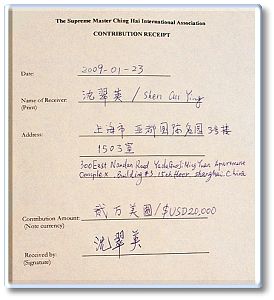 The Supreme Master Ching Hai International Association
CONTRIBUTION RECEIPT
Date: 2009-01-23
Name of Receiver: 沈翠英 / Shen Cui Ying
(Print)
Address: 上海市 亚都国际名园3号楼
1503室
300 East Nandan Road Yadu Guoji Ming Yuan Apartment
Complex, Building #3, 15th floor, Shanghai, China
Contribution Amount: 贰万美圆/$USD20,000
(Note currency)
Received by: 沈翠英
(Signature)